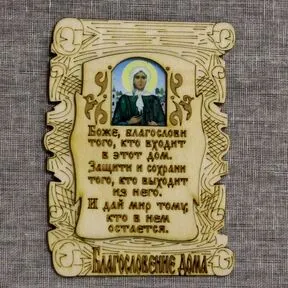 Боже, благослови
того, кто входит
в этот дом.
Защити и сохрани
того, кто выходит
из него.
И дай мир тому,
кто в нем
остается.
Благословение дома